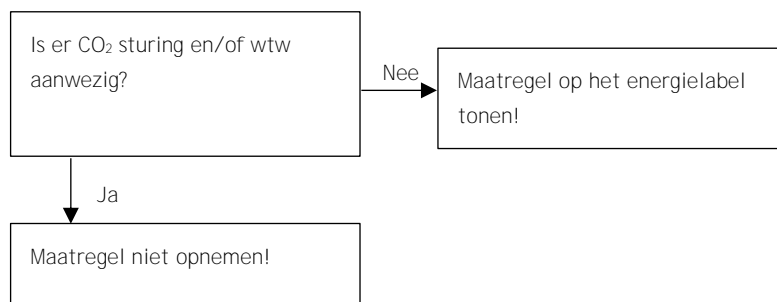 Is er CO₂ sturing en/of wtw
aanwezig?
Nee
Maatregel op het energielabel
tonen!
Ja
Maatregel niet opnemen!